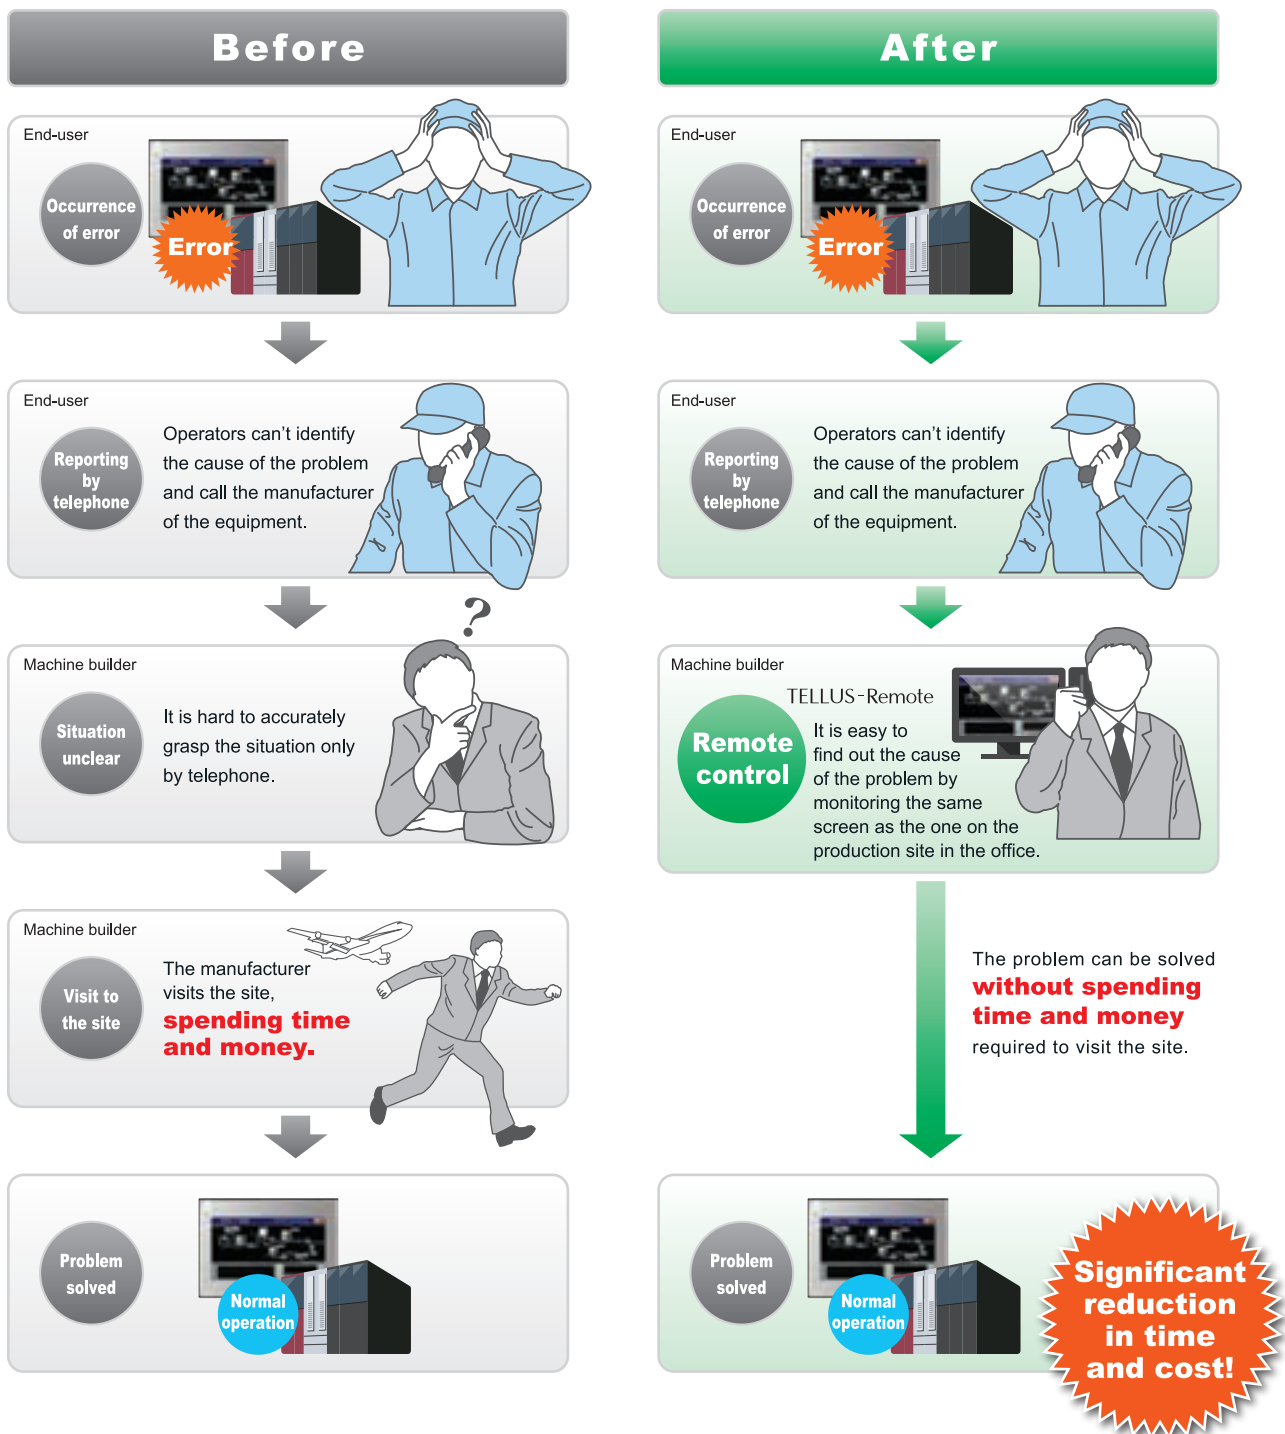 Before
End-user
Occurrence
of error
Error
End-user
Reporting
by
telephone
Operators can't identify
the cause of the problem
and call the manufacturer
of the equipment.
?
Machine builder
Situation
unclear
It is hard to accurately
grasp the situation only
by telephone.
Machine builder
Visit to
the site
The manufacturer
visits the site,
spending time
and money.
Problem
solved
Normal
operation
After
End-user
Occurrence
of error
Error
End-user
Reporting
by
telephone
Operators can't identify
the cause of the problem
and call the manufacturer
of the equipment.
Machine builder
Remote
control
TELLUS-Remote
It is easy to
find out the cause
of the problem by
monitoring the same
screen as the one on the
production site in the office.
The problem can be solved
without spending
time and money
required to visit the site.
Problem
solved
Normal
operation
Significant
reduction
in time
and cost!